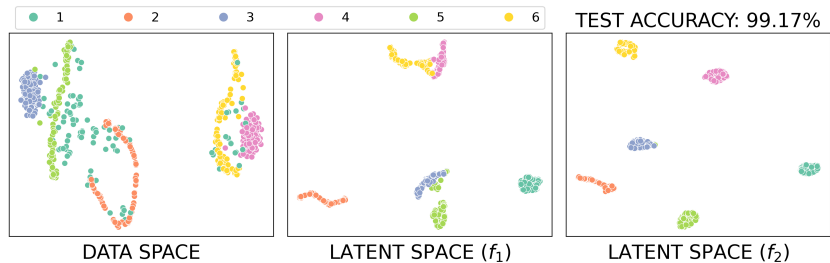 1 2 3 4 5 6
TEST ACCURACY: 99.17%
DATA SPACE
LATENT SPACE (f₁)
LATENT SPACE (f₂)